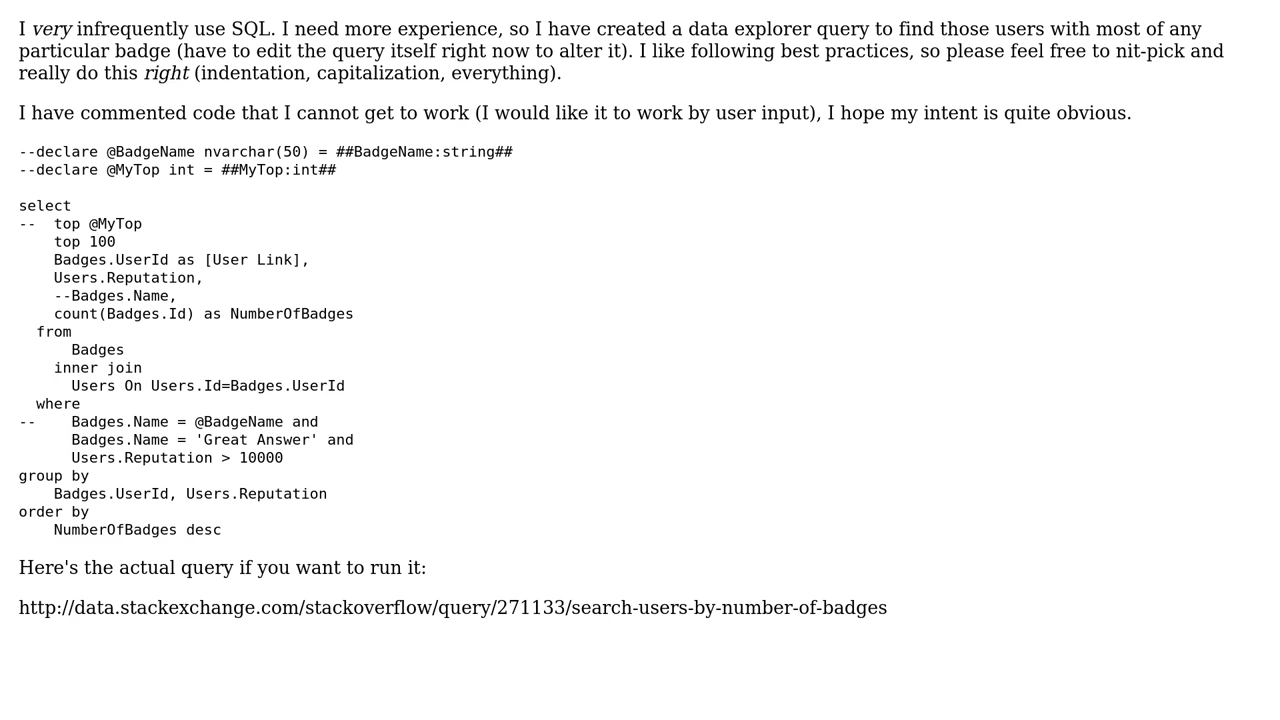 I very infrequently use SQL. I need more experience, so I have created a data explorer query to find those users with most of any
particular badge (have to edit the query itself right now to alter it). I like following best practices, so please feel free to nit-pick and
really do this right (indentation, capitalization, everything).
I have commented code that I cannot get to work (I would like it to work by user input), I hope my intent is quite obvious.
--declare @BadgeName nvarchar(50) = ##BadgeName:string##
--declare @MyTop int = ##MyTop:int##

select
--  top @MyTop
    top 100
    Badges.UserId as [User Link],
    Users.Reputation,
    --Badges.Name,
    count(Badges.Id) as NumberOfBadges
  from
      Badges
    inner join
      Users On Users.Id=Badges.UserId
  where
--    Badges.Name = @BadgeName and
      Badges.Name = 'Great Answer' and
      Users.Reputation > 10000
group by
    Badges.UserId, Users.Reputation
order by
    NumberOfBadges desc
Here's the actual query if you want to run it:
http://data.stackexchange.com/stackoverflow/query/271133/search-users-by-number-of-badges